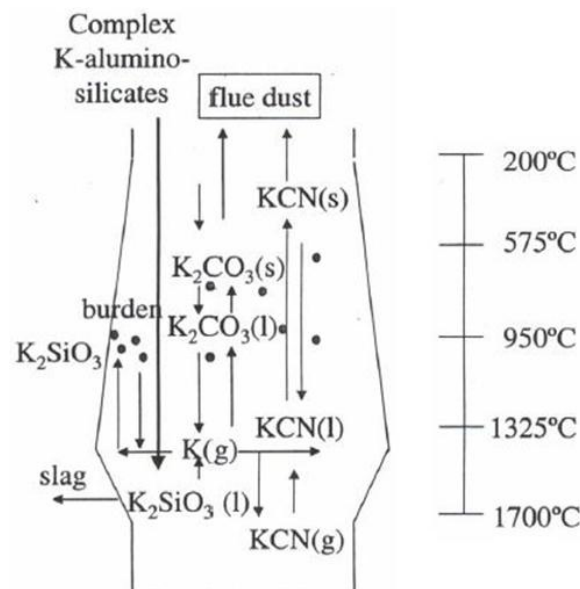 Complex
K-alumino-
silicates
flue dust
200ºC
KCN(s)
575ºC
K₂CO₃(s)
burden
K₂CO₃(l)
950ºC
K₂SiO₃
KCN(l)
1325ºC
K(g)
slag
K₂SiO₃ (l)
1700ºC
KCN(g)